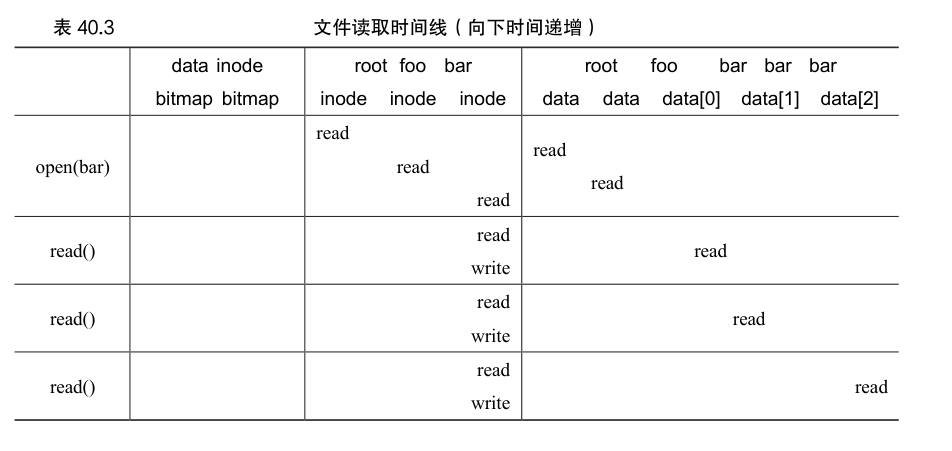 表 40.3 文件读取时间线（向下时间递增）
data inode root foo bar root foo bar bar bar
bitmap bitmap inode inode inode data data data[0] data[1] data[2]
read
read
open(bar) read
read
read
read
read() read
write
read
read() read
write
read
read() read
write